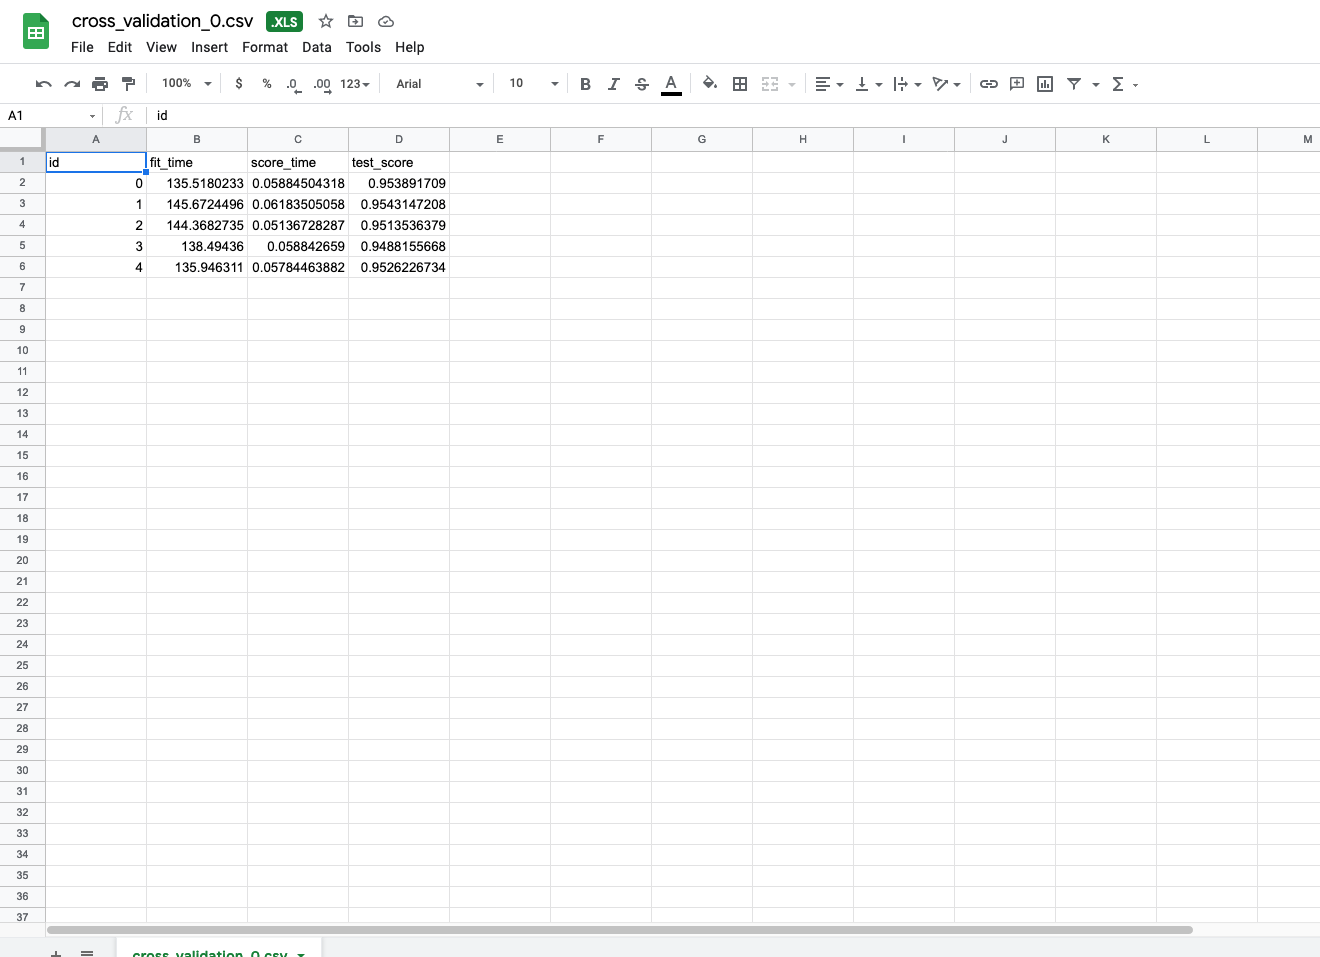 cross_validation_0.csv .XLS
File Edit View Insert Format Data Tools Help
100% $ % .0 .00 123 Arial 10 B I S A
A1 fx id
A B C D E F G H I J K L M
1 id fit_time score_time test_score
2 0 135.5180233 0.05884504318 0.953891709
3 1 145.6724496 0.06183505058 0.9543147208
4 2 144.3682735 0.05136728287 0.9513536379
5 3 138.49436 0.058842659 0.9488155668
6 4 135.946311 0.05784463882 0.9526226734
7
8
9
10
11
12
13
14
15
16
17
18
19
20
21
22
23
24
25
26
27
28
29
30
31
32
33
34
35
36
37
cross_validation_0.csv